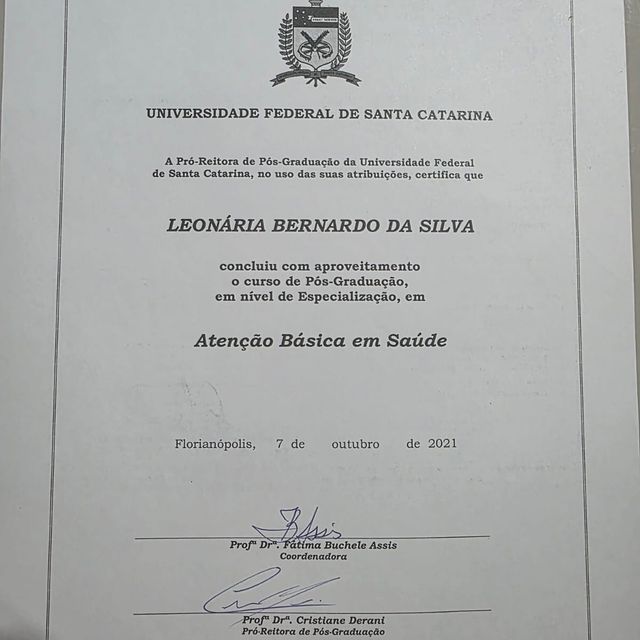 UNIVERSIDADE FEDERAL DE SANTA CATARINA
A Pró-Reitora de Pós-Graduação da Universidade Federal
de Santa Catarina, no uso das suas atribuições, certifica que
LEONÁRIA BERNARDO DA SILVA
concluiu com aproveitamento
o curso de Pós-Graduação,
em nível de Especialização, em
Atenção Básica em Saúde
Florianópolis, 7 de outubro de 2021
Profª Drª. Fátima Buchele Assis
Coordenadora
Profª Drª. Cristiane Derani
Pró-Reitora de Pós-Graduação